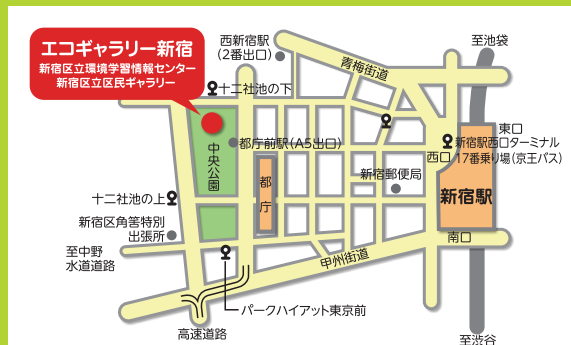 エコギャラリー新宿
新宿区立環境学習情報センター
新宿区立区民ギャラリー
西新宿駅
(2番出口)
青梅街道
至池袋
十二社池の下
都庁前駅(A5出口)
中央公園
都庁
東口
新宿駅西口ターミナル
17番乗り場(京王バス)
西口
新宿郵便局
新宿駅
十二社池の上
新宿区角筈特別
出張所
至中野
水道道路
南口
甲州街道
パークハイアット東京前
高速道路
至渋谷